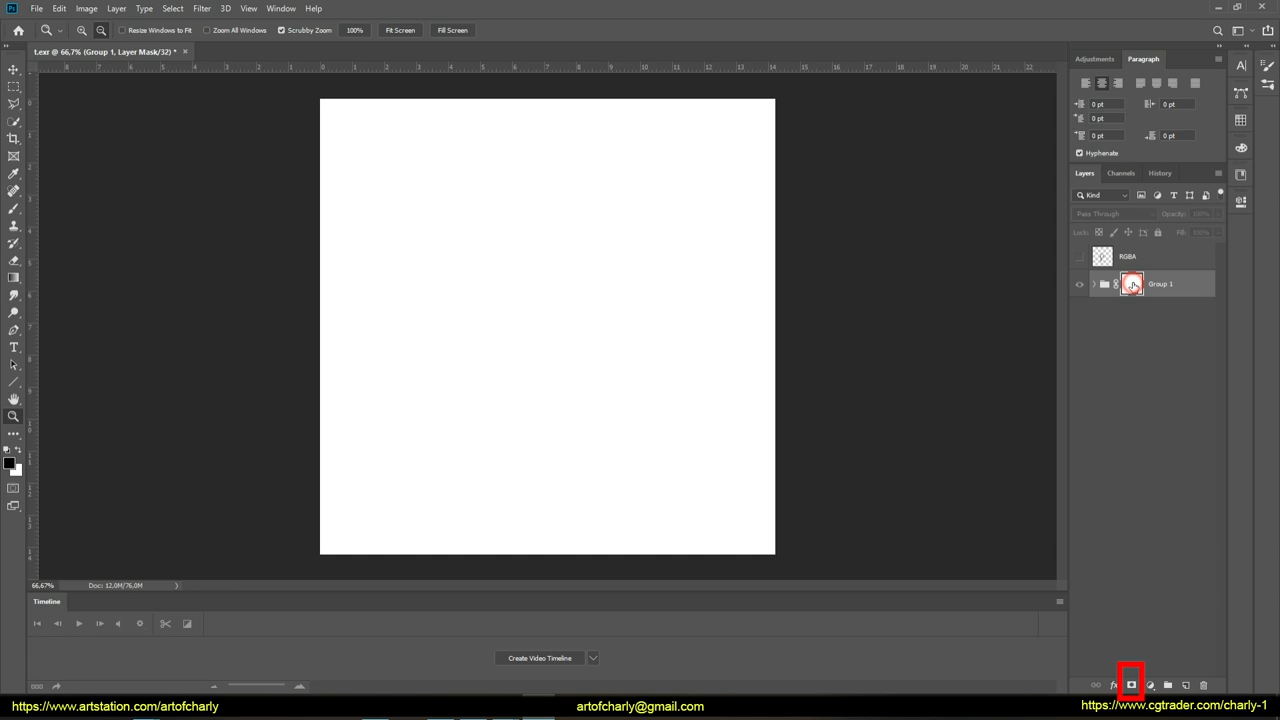 File Edit Image Layer Type Select Filter 3D View Window Help
Resize Windows to Fit All Windows Scrubby Zoom 100% Fit Screen Fill Screen
t.exr @ 66,7% (Group 1, Layer Mask/32) *
Adjustments Paragraph
0 pt 0 pt
0 pt
0 pt 0 pt
Hyphenate
Layers Channels History
Kind
Pass Through Opacity: 100%
Lock: Fill: 100%
RGBA
Group 1
66,67% Doc: 12,0M/76,0M
Timeline
Create Video Timeline
fx
https://www.artstation.com/artofcharly artofcharly@gmail.com https://www.cgtrader.com/charly-1